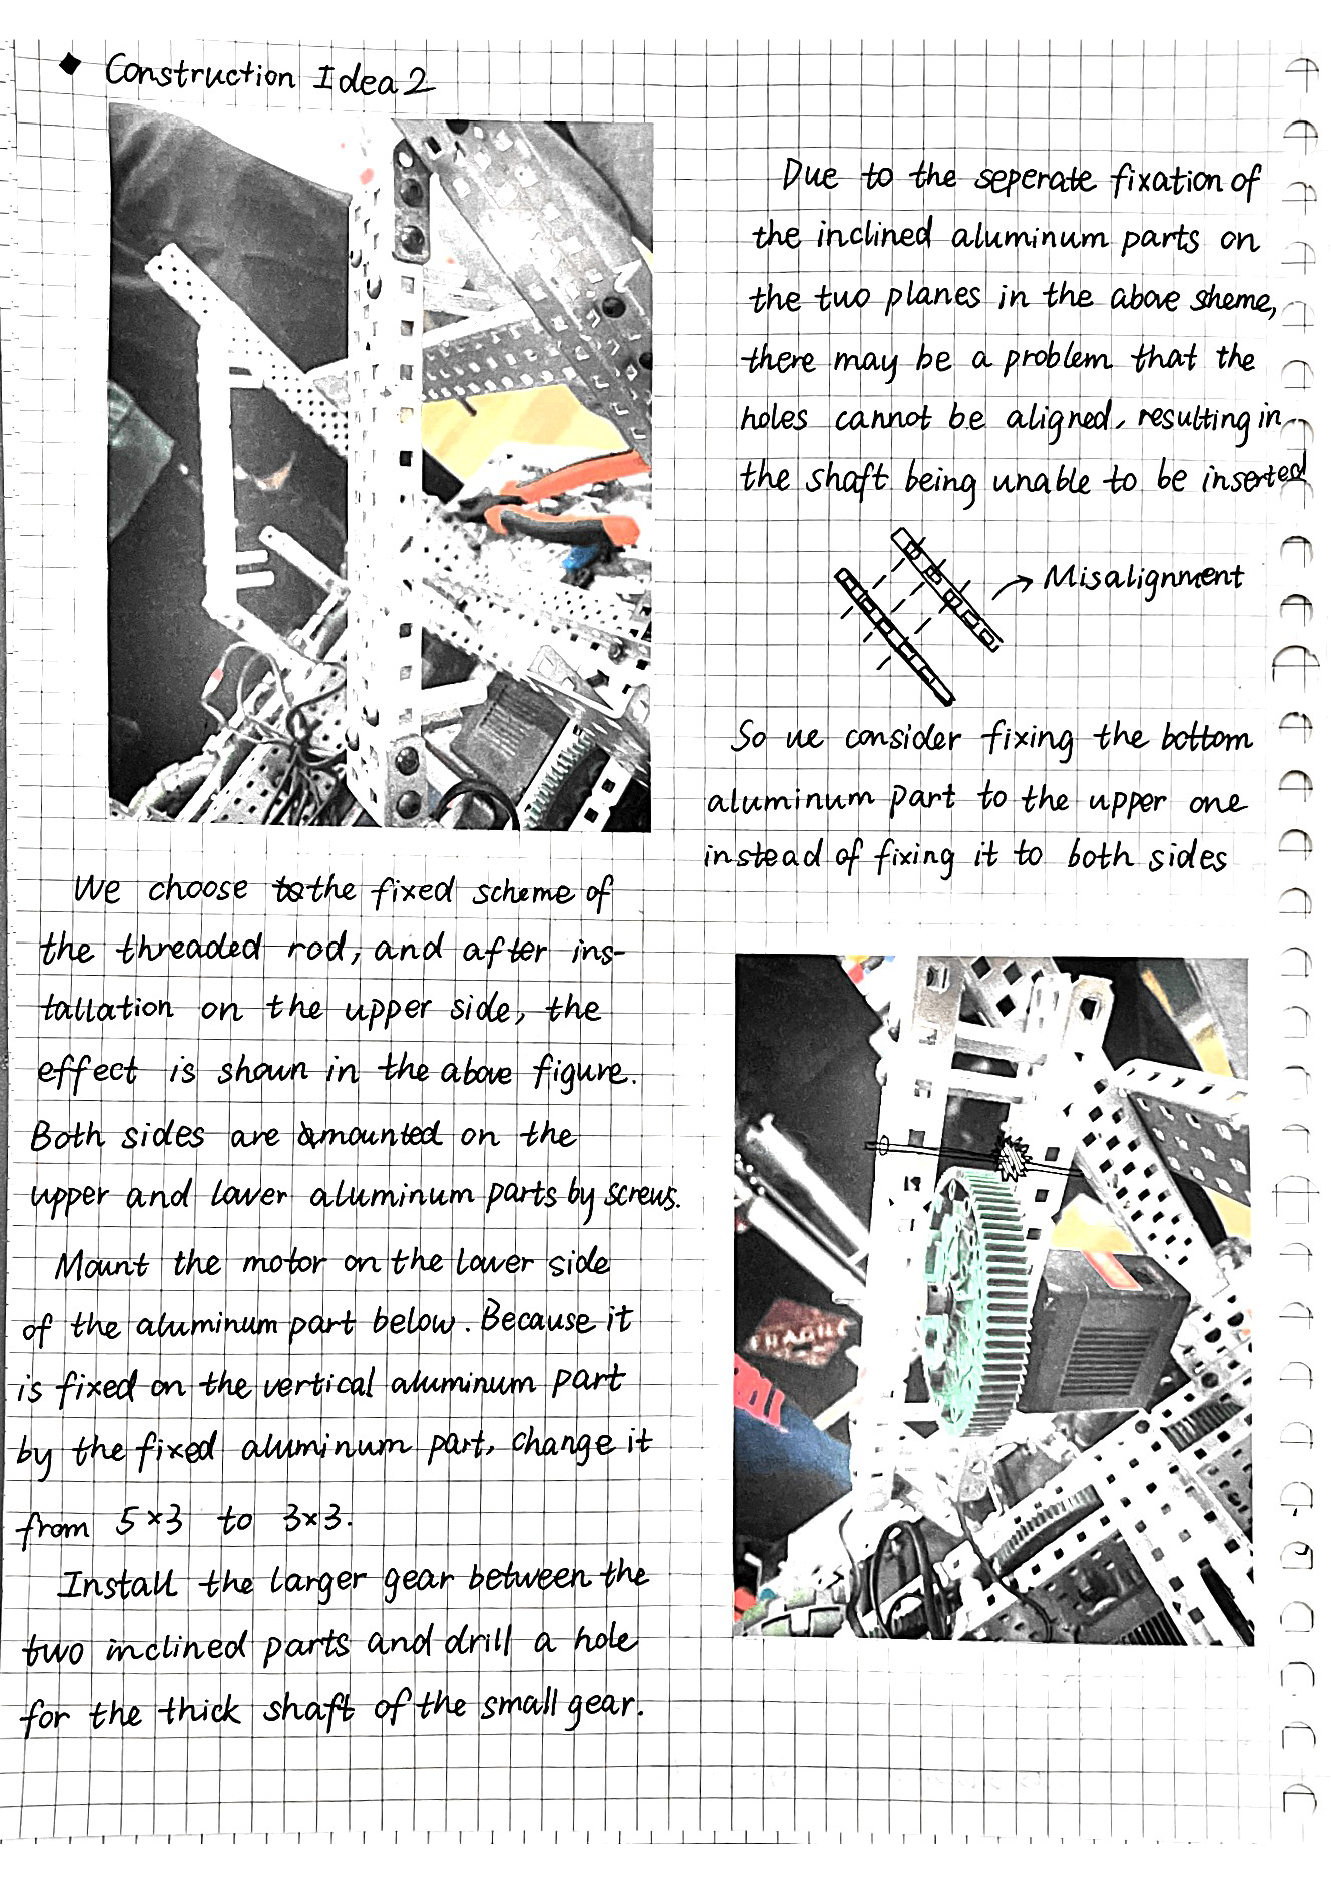 ◆ Construction Idea 2
Due to the seperate fixation of
the inclined aluminum parts on
the two planes in the above sheme,
there may be a problem that the
holes cannot be aligned, resulting in
the shaft being unable to be inserted
Misalignment
So we consider fixing the bottom
aluminum part to the upper one
instead of fixing it to both sides
We choose the fixed scheme of
the threaded rod, and after ins-
tallation on the upper side, the
effect is shown in the above figure.
Both sides are mounted on the
upper and lower aluminum parts by screws.
Mount the motor on the lower side
of the aluminum part below. Because it
is fixed on the vertical aluminum part
by the fixed aluminum part, change it
from 5×3 to 3×3.
Install the larger gear between the
two inclined parts and drill a hole
for the thick shaft of the small gear.
FRAGILE